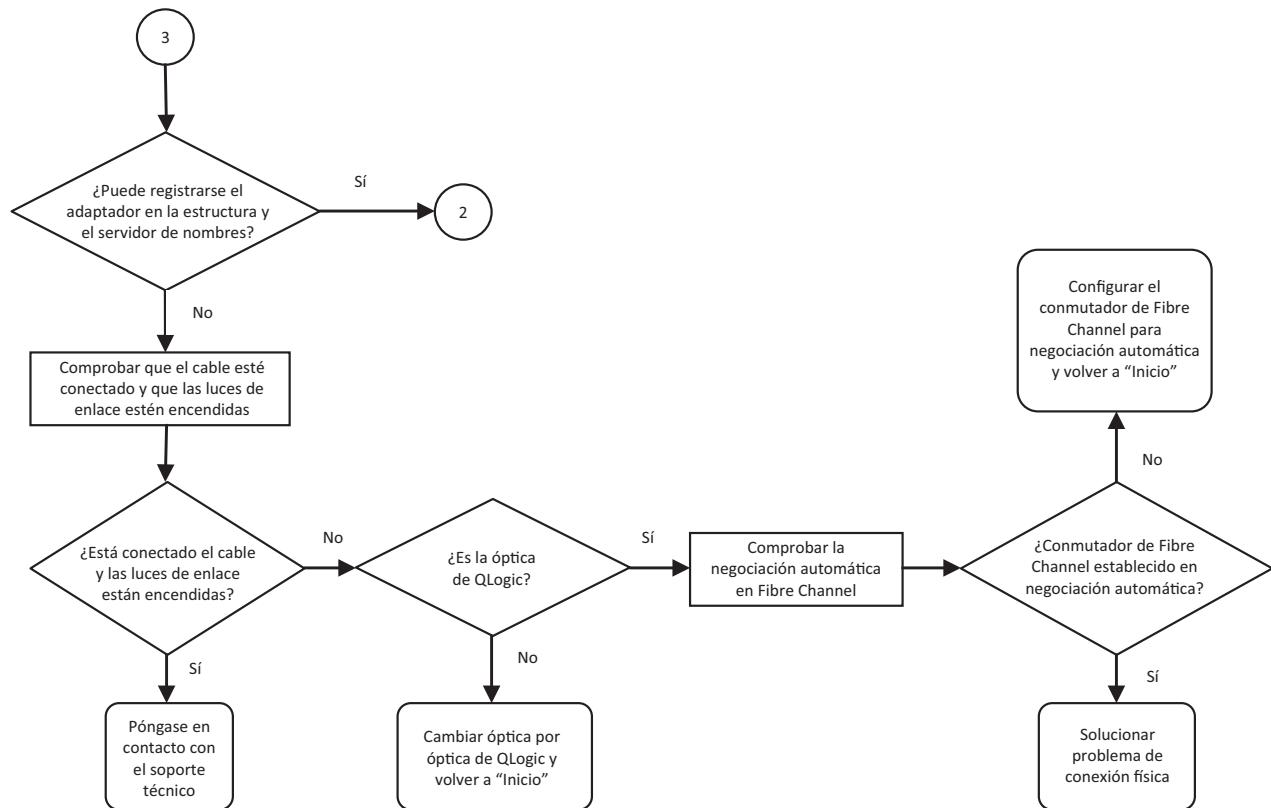 3
¿Puede registrarse el
adaptador en la estructura y
el servidor de nombres?
Sí
2
No
Comprobar que el cable esté
conectado y que las luces de
enlace estén encendidas
¿Está conectado el cable
y las luces de enlace
están encendidas?
No
Sí
Póngase en
contacto con
el soporte
técnico
¿Es la óptica
de QLogic?
Sí
No
Cambiar óptica por
óptica de QLogic y
volver a “Inicio”
Comprobar la
negociación automática
en Fibre Channel
¿Conmutador de Fibre
Channel establecido en
negociación automática?
No
Configurar el
conmutador de Fibre
Channel para
negociación automática
y volver a “Inicio”
Sí
Solucionar
problema de
conexión física